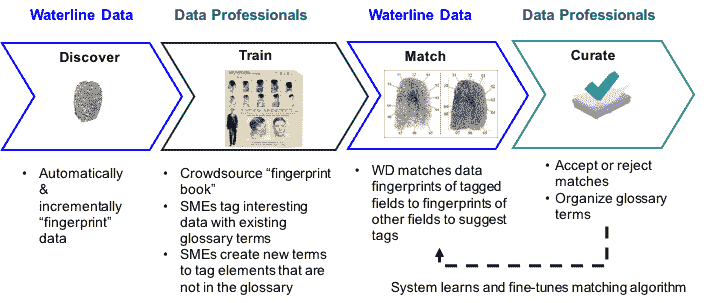 Waterline Data
Data Professionals
Waterline Data
Data Professionals
Discover
Train
Match
Curate
• Automatically
&
incrementally
“fingerprint”
data
• Crowdsource “fingerprint
book”
• SMEs tag interesting
data with existing
glossary terms
• SMEs create new terms
to tag elements that are
not in the glossary
• WD matches data
fingerprints of tagged
fields to fingerprints of
other fields to suggest
tags
• Accept or reject
matches
• Organize glossary
terms
System learns and fine-tunes matching algorithm